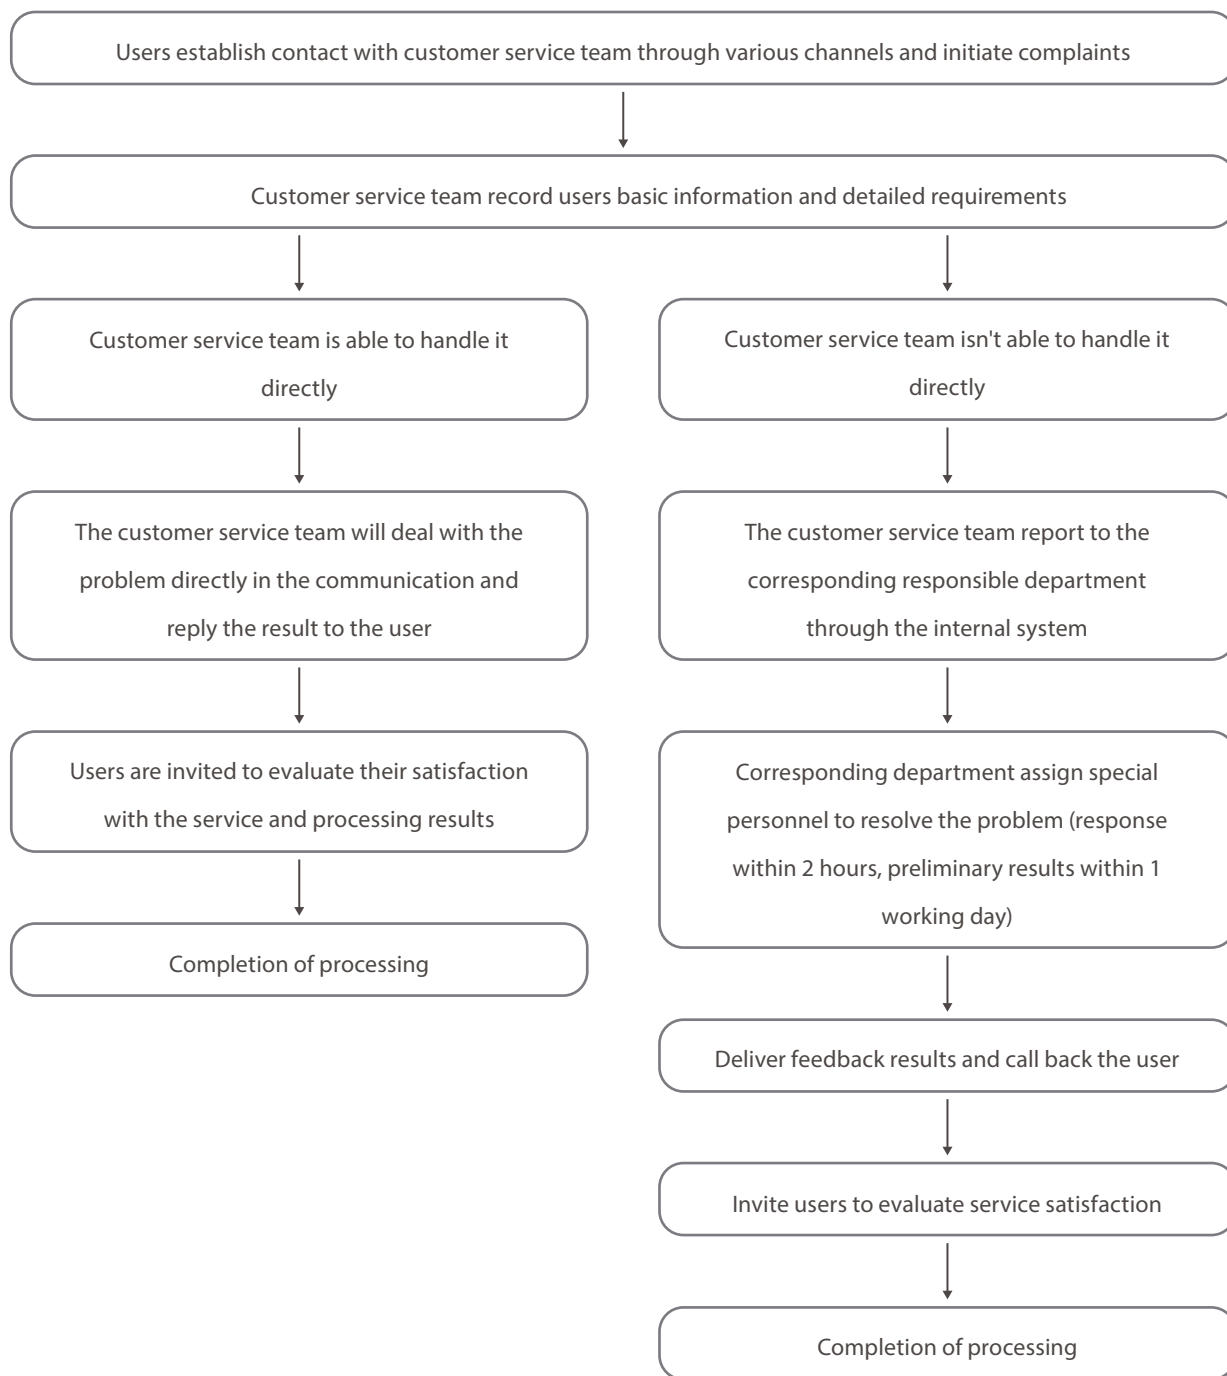 Users establish contact with customer service team through various channels and initiate complaints
Customer service team record users basic information and detailed requirements
Customer service team is able to handle it
directly
The customer service team will deal with the
problem directly in the communication and
reply the result to the user
Users are invited to evaluate their satisfaction
with the service and processing results
Completion of processing
Customer service team isn't able to handle it
directly
The customer service team report to the
corresponding responsible department
through the internal system
Corresponding department assign special
personnel to resolve the problem (response
within 2 hours, preliminary results within 1
working day)
Deliver feedback results and call back the user
Invite users to evaluate service satisfaction
Completion of processing